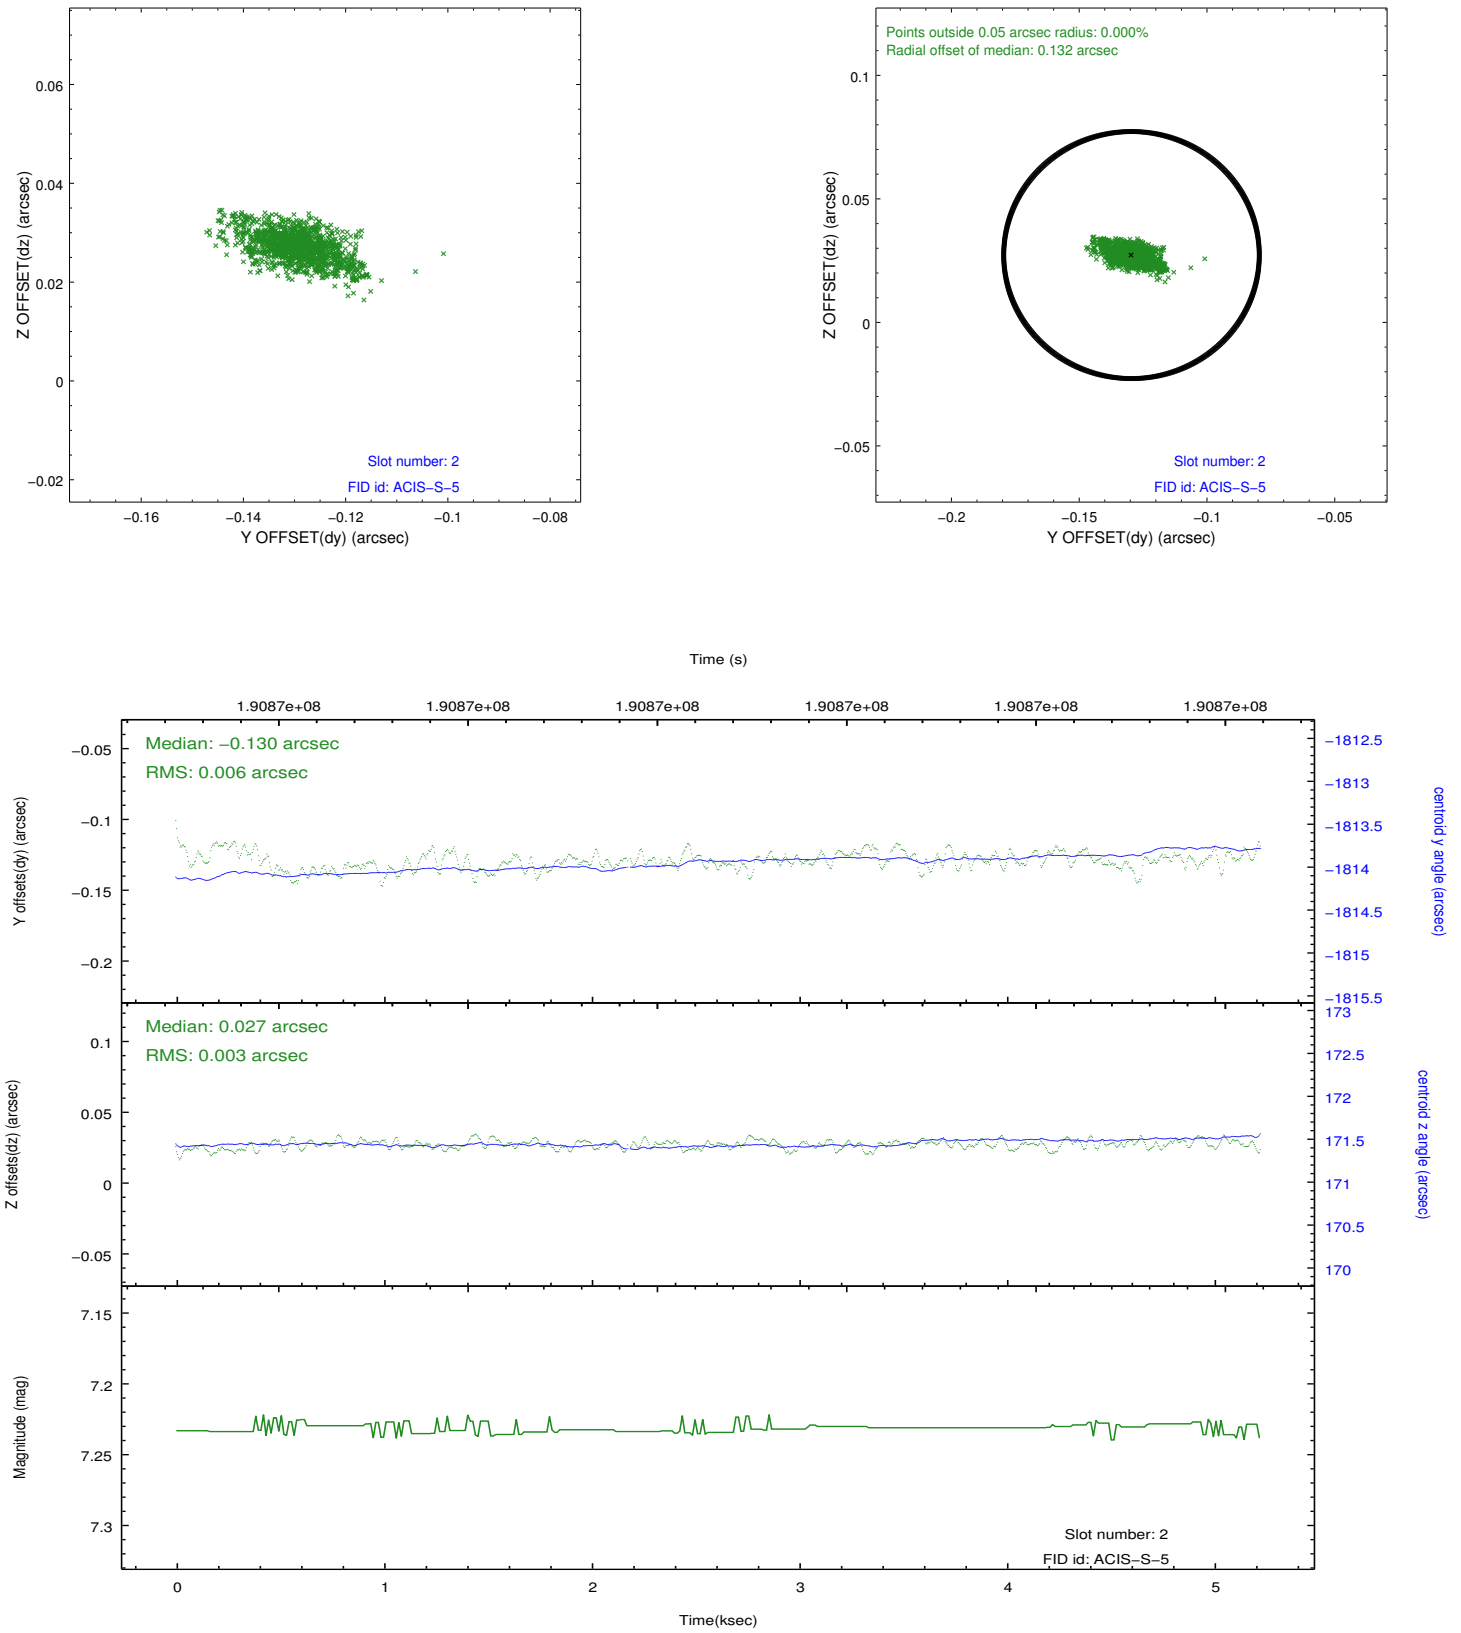 0.06
0.04
0.02
0
−0.02
Z OFFSET(dz) (arcsec)
Slot number: 2
FID id: ACIS−S−5
−0.16 −0.14 −0.12 −0.1 −0.08
Y OFFSET(dy) (arcsec)
Points outside 0.05 arcsec radius: 0.000%
Radial offset of median: 0.132 arcsec
0.1
0.05
0
−0.05
Z OFFSET(dz) (arcsec)
Slot number: 2
FID id: ACIS−S−5
−0.2 −0.15 −0.1 −0.05
Y OFFSET(dy) (arcsec)
Time (s)
1.9087e+08 1.9087e+08 1.9087e+08 1.9087e+08 1.9087e+08 1.9087e+08
Median: −0.130 arcsec
RMS: 0.006 arcsec
−0.05
−0.1
−0.15
−0.2
Y offsets(dy) (arcsec)
−1812.5
−1813
−1813.5
−1814
−1814.5
−1815
−1815.5
centroid y angle (arcsec)
Median: 0.027 arcsec
RMS: 0.003 arcsec
0.1
0.05
0
−0.05
Z offsets(dz) (arcsec)
173
172.5
172
171.5
171
170.5
170
centroid z angle (arcsec)
7.15
7.2
7.25
7.3
Magnitude (mag)
Slot number: 2
FID id: ACIS−S−5
0 1 2 3 4 5
Time(ksec)